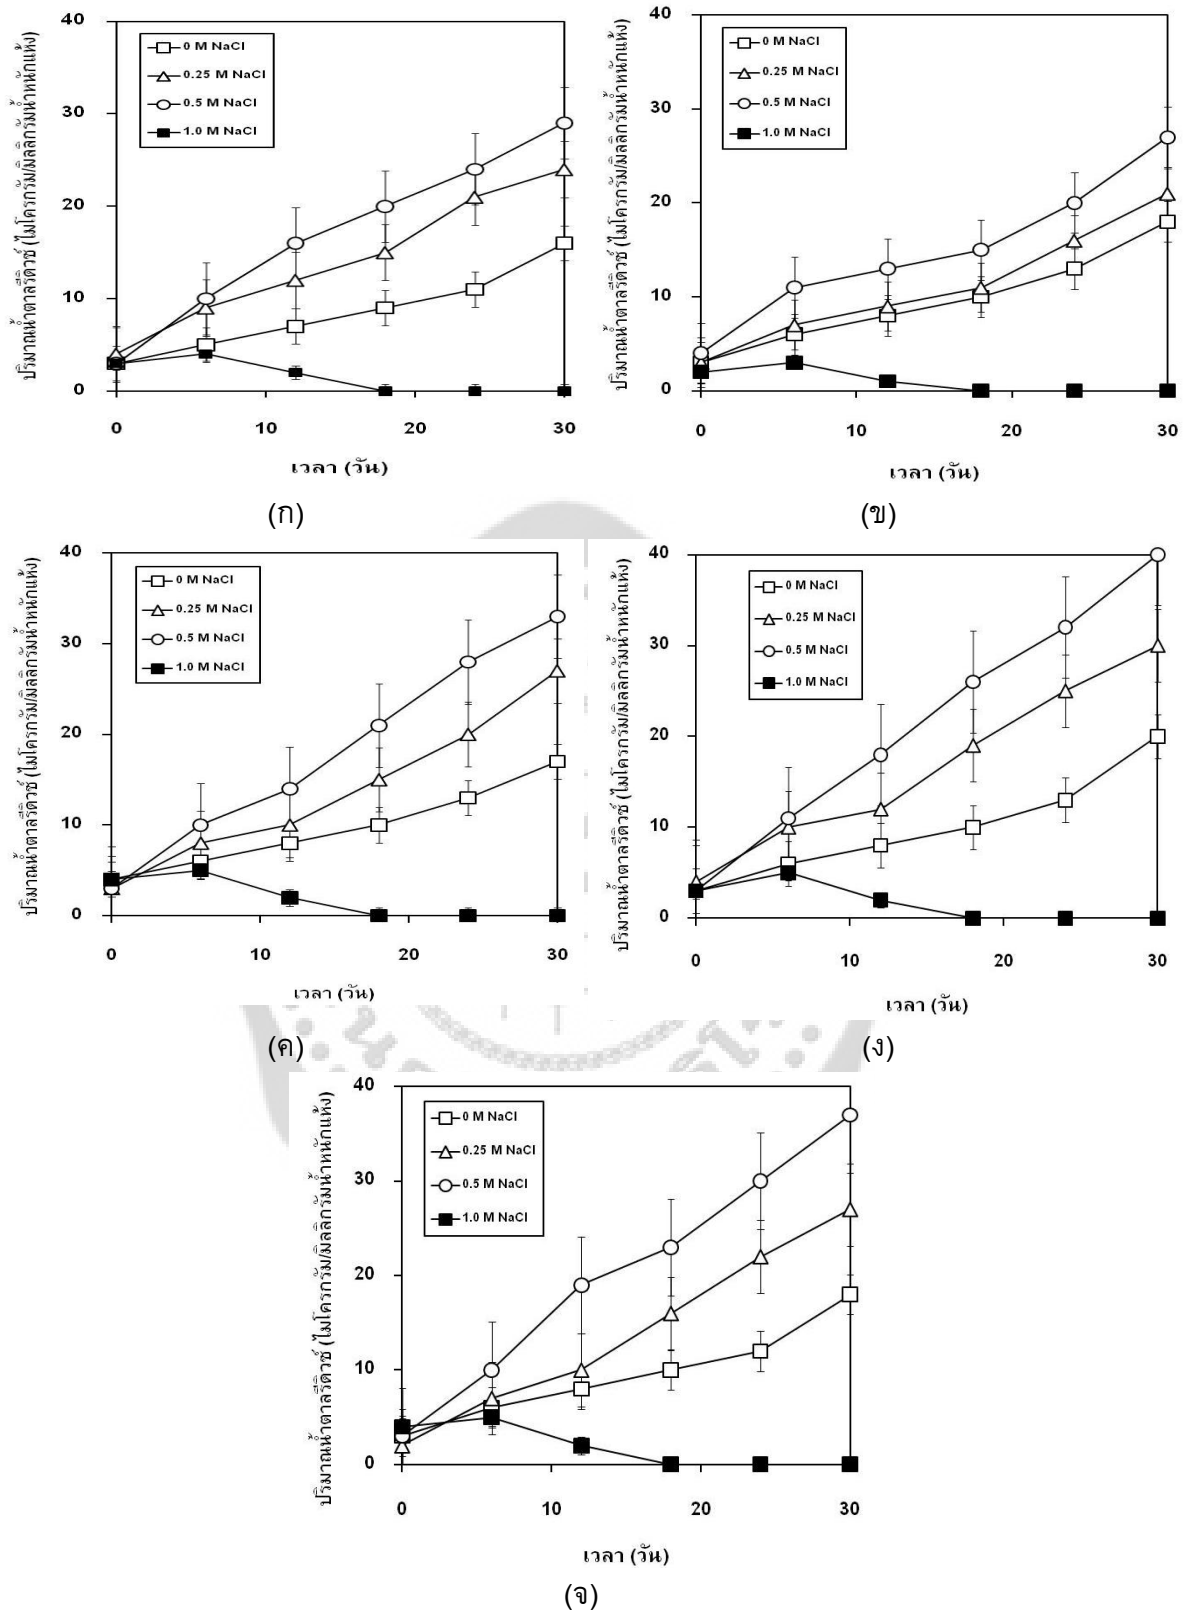 ปริมาณน้ำตาลรีดิวซ์ (ไมโครกรัม/มิลลิกรัมน้ำหนักแห้ง)
40
30
20
10
0
0 M NaCl
0.25 M NaCl
0.5 M NaCl
1.0 M NaCl
0 10 20 30
เวลา (วัน)
(ก)
ปริมาณน้ำตาลรีดิวซ์ (ไมโครกรัม/มิลลิกรัมน้ำหนักแห้ง)
40
30
20
10
0
0 M NaCl
0.25 M NaCl
0.5 M NaCl
1.0 M NaCl
0 10 20 30
เวลา (วัน)
(ข)
ปริมาณน้ำตาลรีดิวซ์ (ไมโครกรัม/มิลลิกรัมน้ำหนักแห้ง)
40
30
20
10
0
0 M NaCl
0.25 M NaCl
0.5 M NaCl
1.0 M NaCl
0 10 20 30
เวลา (วัน)
(ค)
ปริมาณน้ำตาลรีดิวซ์ (ไมโครกรัม/มิลลิกรัมน้ำหนักแห้ง)
40
30
20
10
0
0 M NaCl
0.25 M NaCl
0.5 M NaCl
1.0 M NaCl
0 10 20 30
เวลา (วัน)
(ง)
ปริมาณน้ำตาลรีดิวซ์ (ไมโครกรัม/มิลลิกรัมน้ำหนักแห้ง)
40
30
20
10
0
0 M NaCl
0.25 M NaCl
0.5 M NaCl
1.0 M NaCl
0 10 20 30
เวลา (วัน)
(จ)